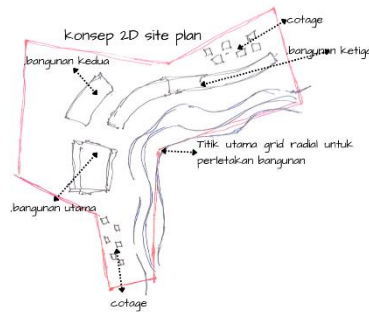 konsep 2D site plan
cotage
bangunan ketiga
.bangunan kedua
Titik utama grid radial untuk
perletakan bangunan
.bangunan utama
cotage